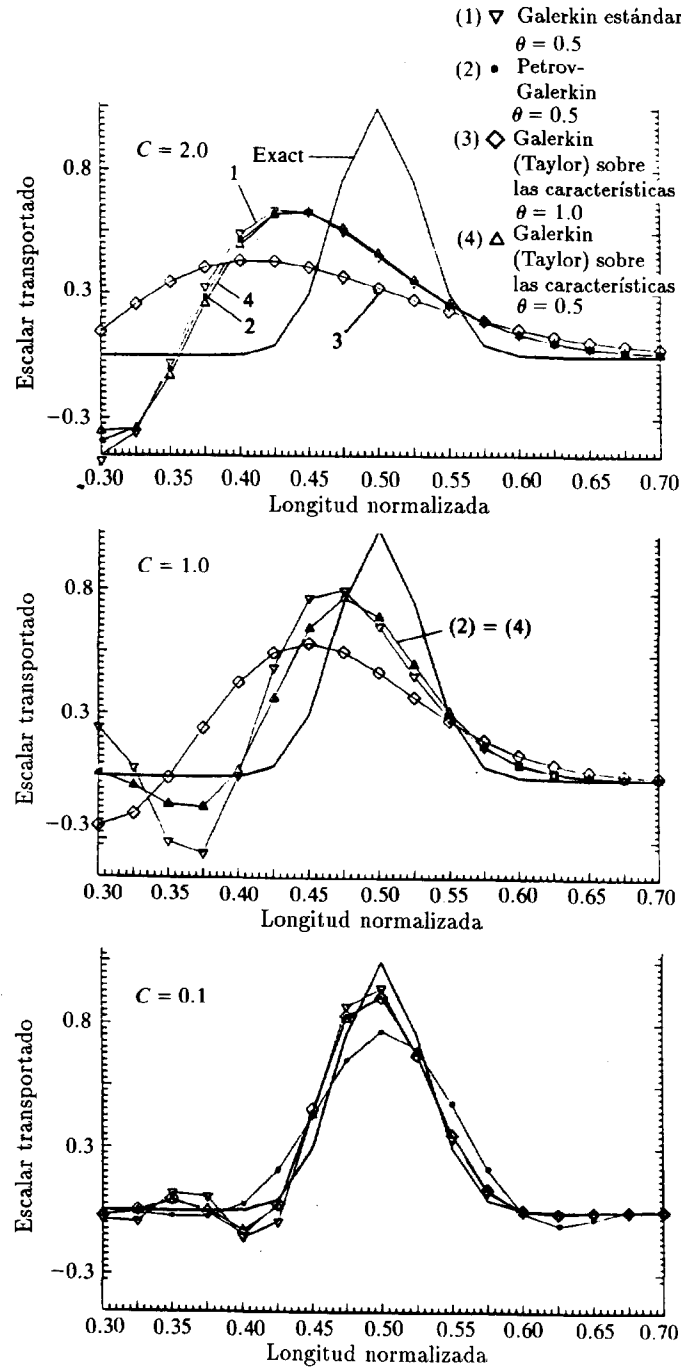 (1) ▽ Galerkin estándar
θ = 0.5
(2) • Petrov-
Galerkin
θ = 0.5
(3) ◇ Galerkin
(Taylor) sobre
las características
θ = 1.0
(4) △ Galerkin
(Taylor) sobre
las características
θ = 0.5
C = 2.0
Exact
1
4
2
3
0.8
0.3
−0.3
Escalar transportado
0.30 0.35 0.40 0.45 0.50 0.55 0.60 0.65 0.70
Longitud normalizada
C = 1.0
(2) = (4)
0.8
0.3
−0.3
Escalar transportado
0.30 0.35 0.40 0.45 0.50 0.55 0.60 0.65 0.70
Longitud normalizada
C = 0.1
0.8
0.3
−0.3
Escalar transportado
0.30 0.35 0.40 0.45 0.50 0.55 0.60 0.65 0.70
Longitud normalizada